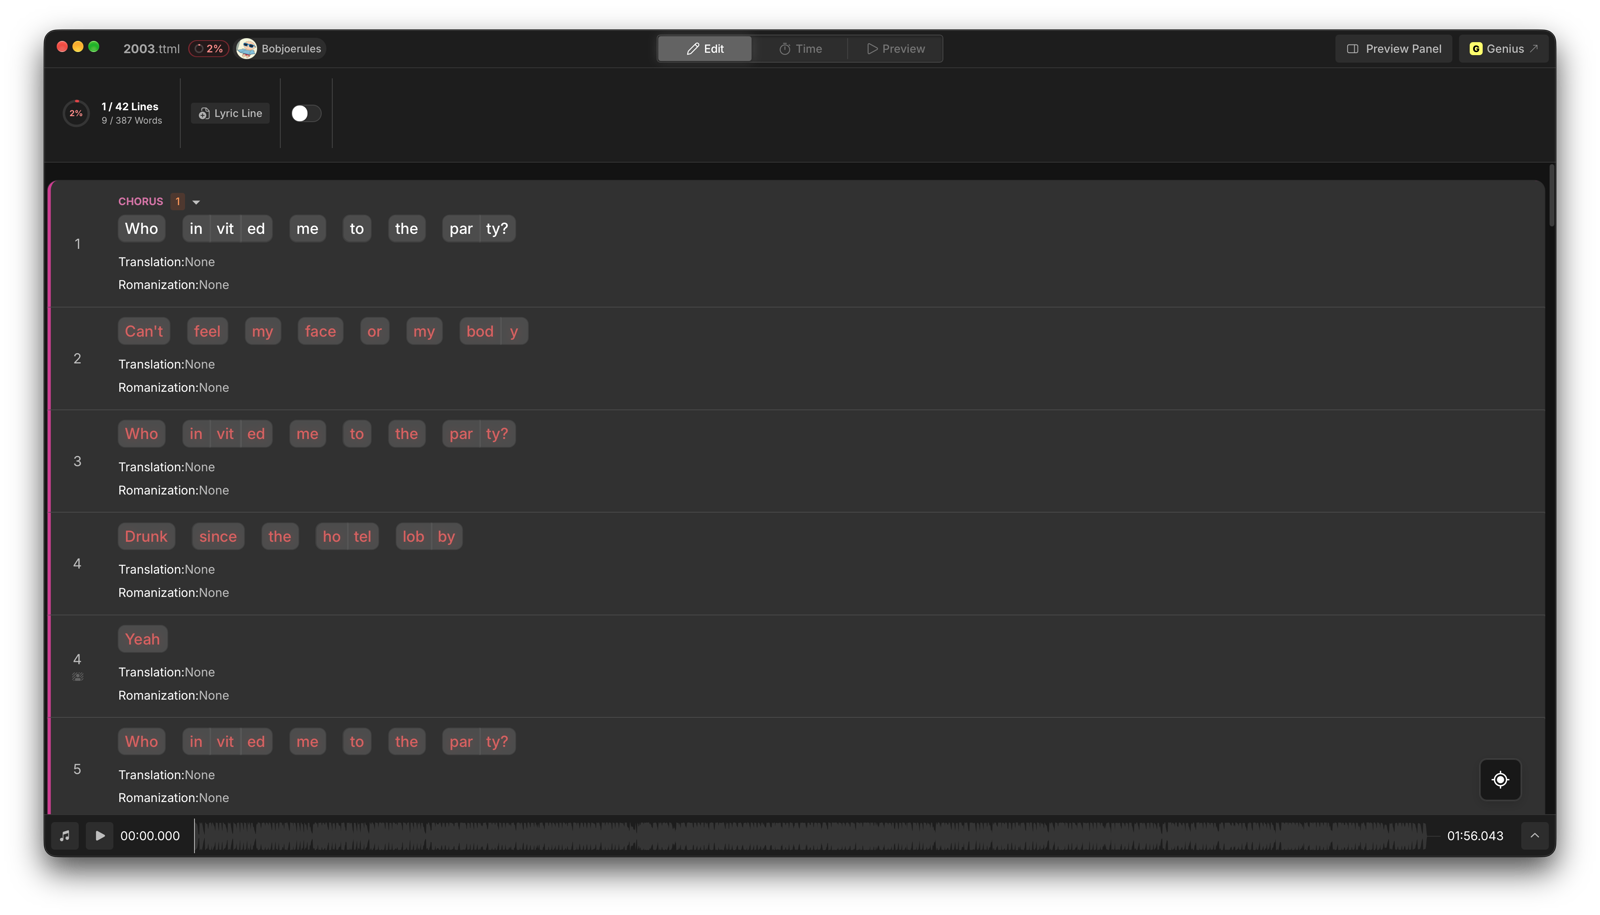 2003.ttml 2% Bobjoerules Edit Time Preview Preview Panel G Genius
2% 1 / 42 Lines
9 / 387 Words
Lyric Line
CHORUS 1
1
Who in vit ed me to the par ty?
Translation:None
Romanization:None
2
Can't feel my face or my bod y
Translation:None
Romanization:None
3
Who in vit ed me to the par ty?
Translation:None
Romanization:None
4
Drunk since the ho tel lob by
Translation:None
Romanization:None
4
Yeah
Translation:None
Romanization:None
5
Who in vit ed me to the par ty?
Translation:None
Romanization:None
00:00.000 01:56.043